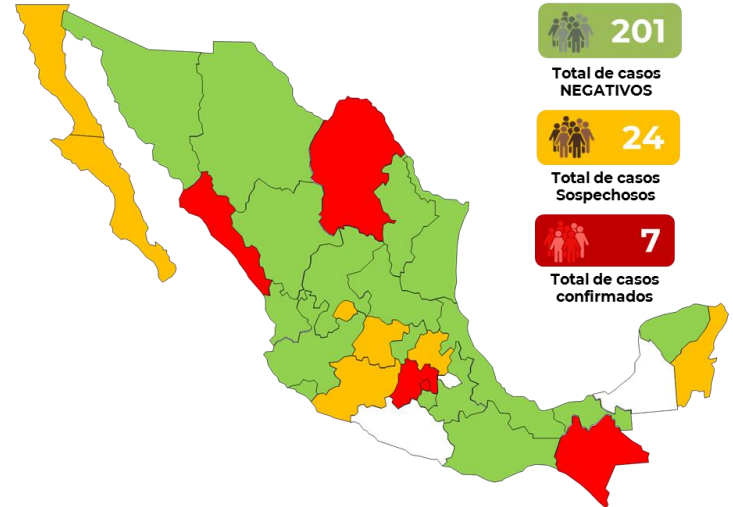 201
Total de casos
NEGATIVOS
24
Total de casos
Sospechosos
7
Total de casos
confirmados